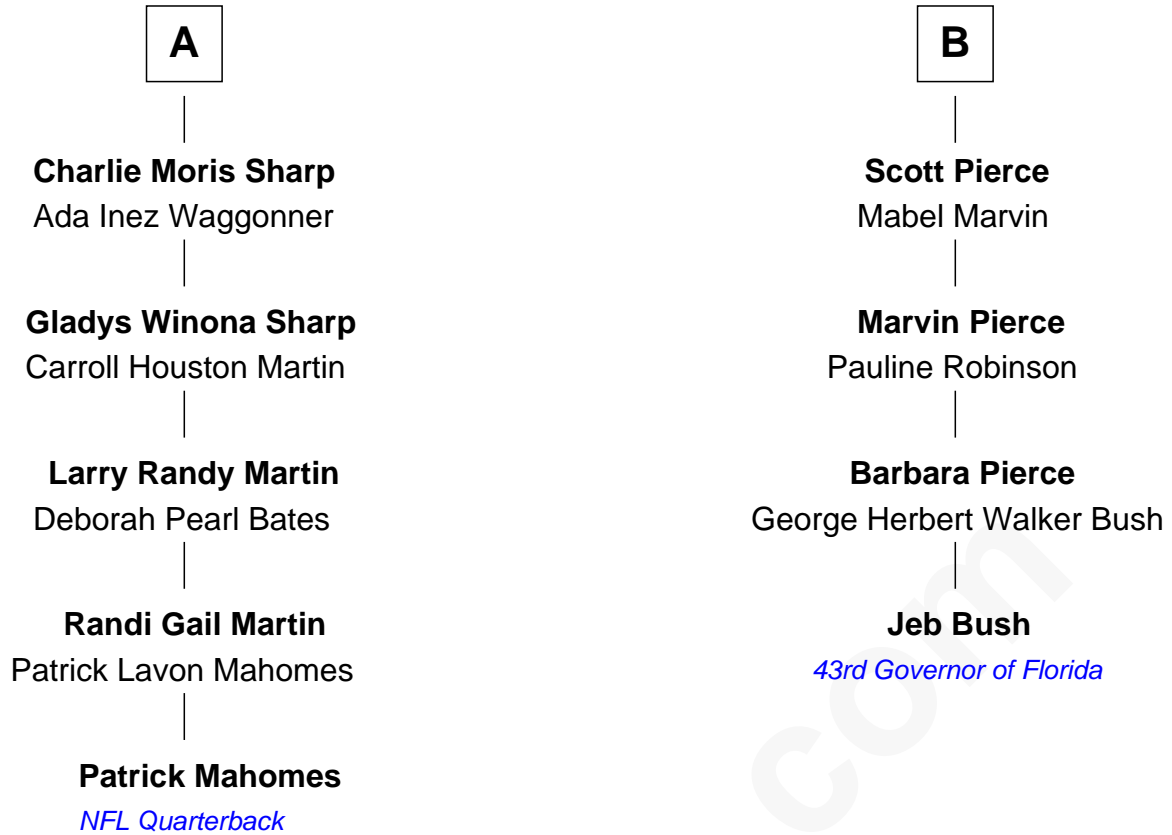 A
Charlie Moris Sharp
Ada Inez Waggonner
Gladys Winona Sharp
Carroll Houston Martin
Larry Randy Martin
Deborah Pearl Bates
Randi Gail Martin
Patrick Lavon Mahomes
Patrick Mahomes
NFL Quarterback
B
Scott Pierce
Mabel Marvin
Marvin Pierce
Pauline Robinson
Barbara Pierce
George Herbert Walker Bush
Jeb Bush
43rd Governor of Florida
com